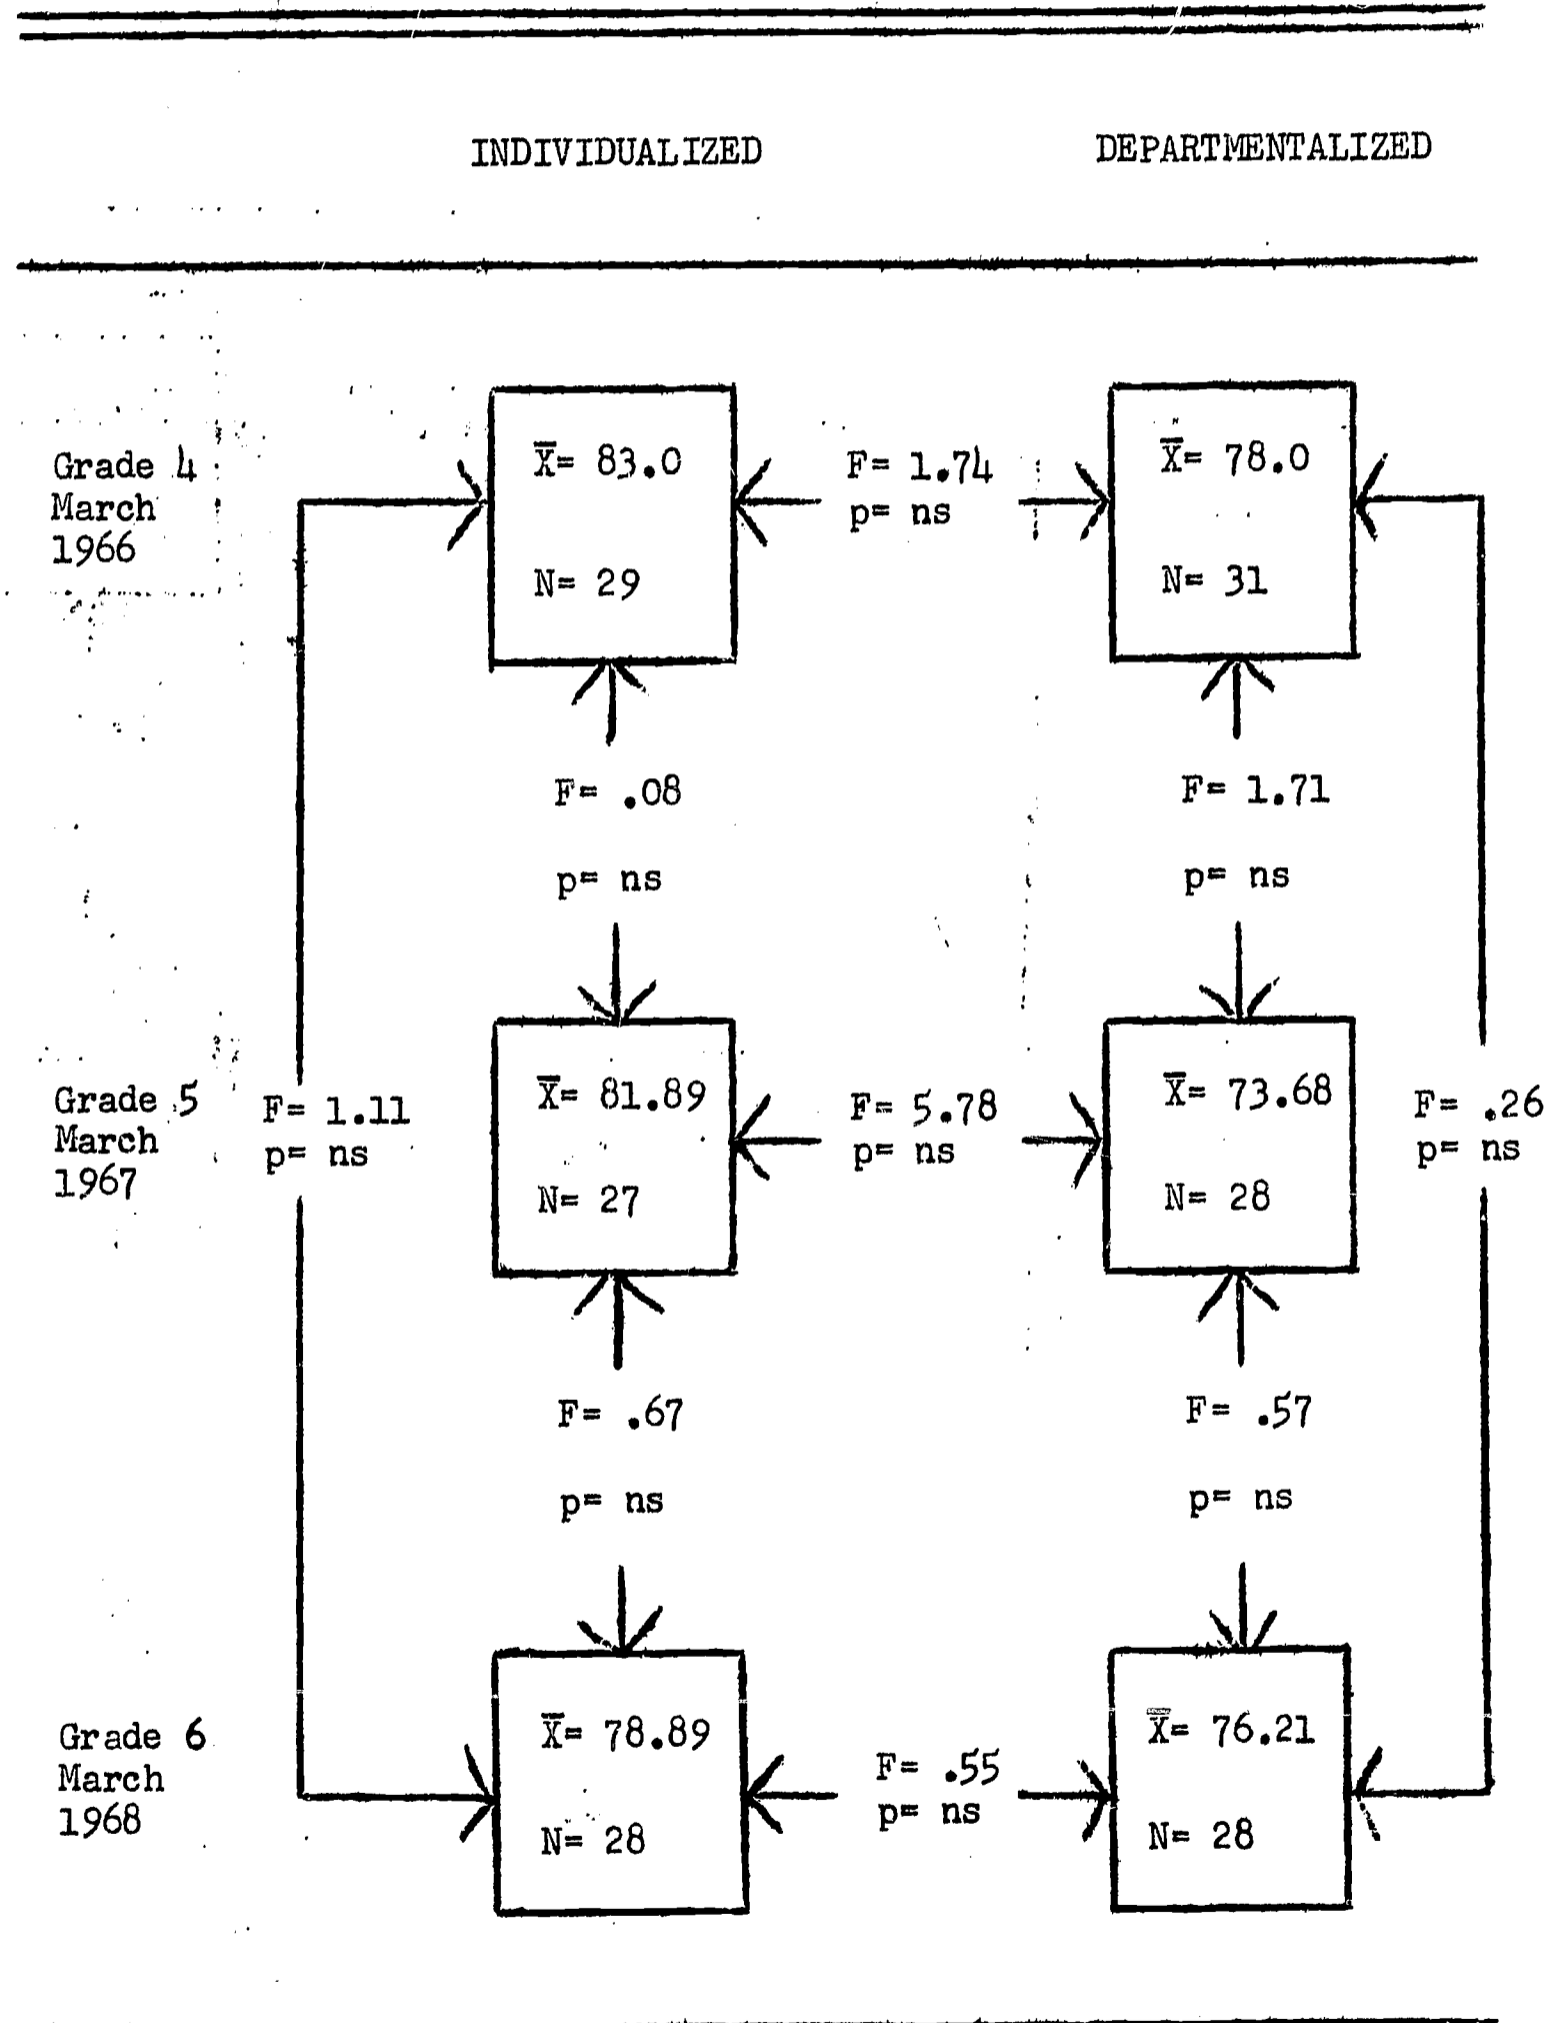 INDIVIDUALIZED DEPARTMENTALIZED
Grade 4
March
1966
X̄= 83.0
N= 29
F= 1.74
p= ns
X̄= 78.0
N= 31
F= .08
p= ns
F= 1.71
p= ns
Grade 5
March
1967
F= 1.11
p= ns
X̄= 81.89
N= 27
F= 5.78
p= ns
X̄= 73.68
N= 28
F= .26
p= ns
F= .67
p= ns
F= .57
p= ns
Grade 6
March
1968
X̄= 78.89
N= 28
F= .55
p= ns
X̄= 76.21
N= 28